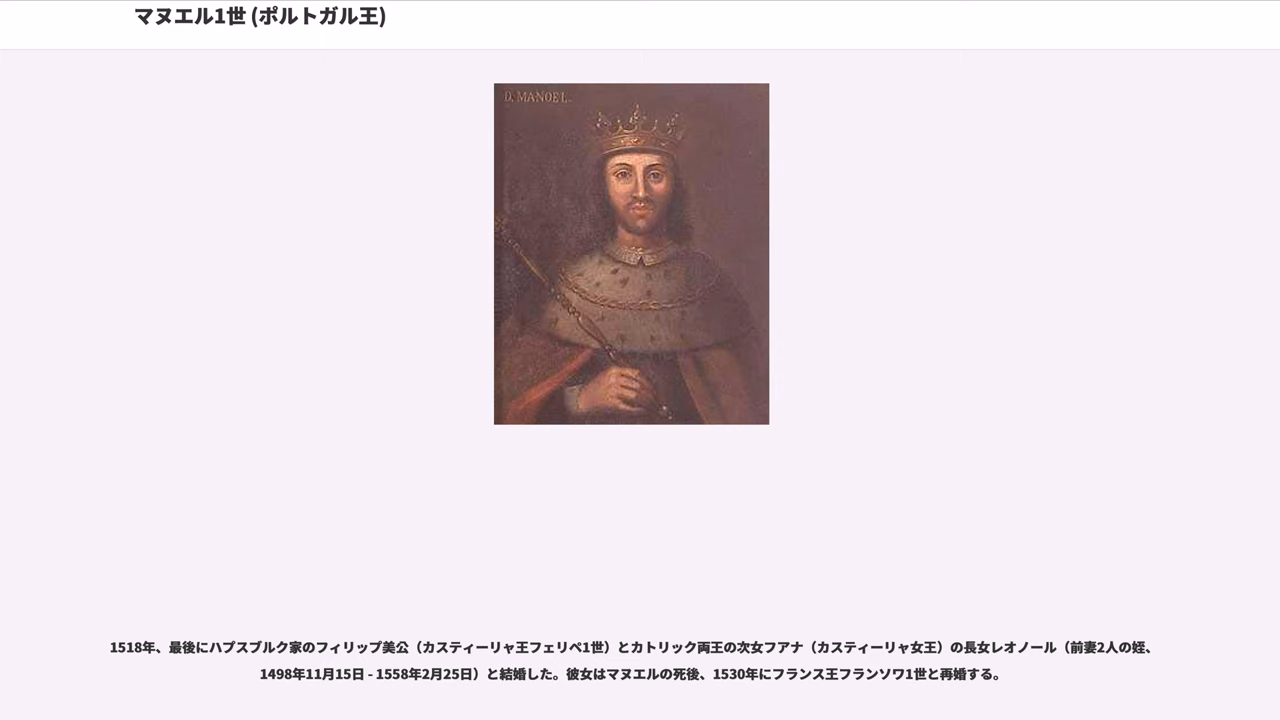 マヌエル1世 (ポルトガル王)
D. MANOEL.
1518年、最後にハプスブルク家のフィリップ美公（カスティーリャ王フェリペ1世）とカトリック両王の次女フアナ（カスティーリャ女王）の長女レオノール（前妻2人の姪、
1498年11月15日 - 1558年2月25日）と結婚した。彼女はマヌエルの死後、1530年にフランス王フランソワ1世と再婚する。